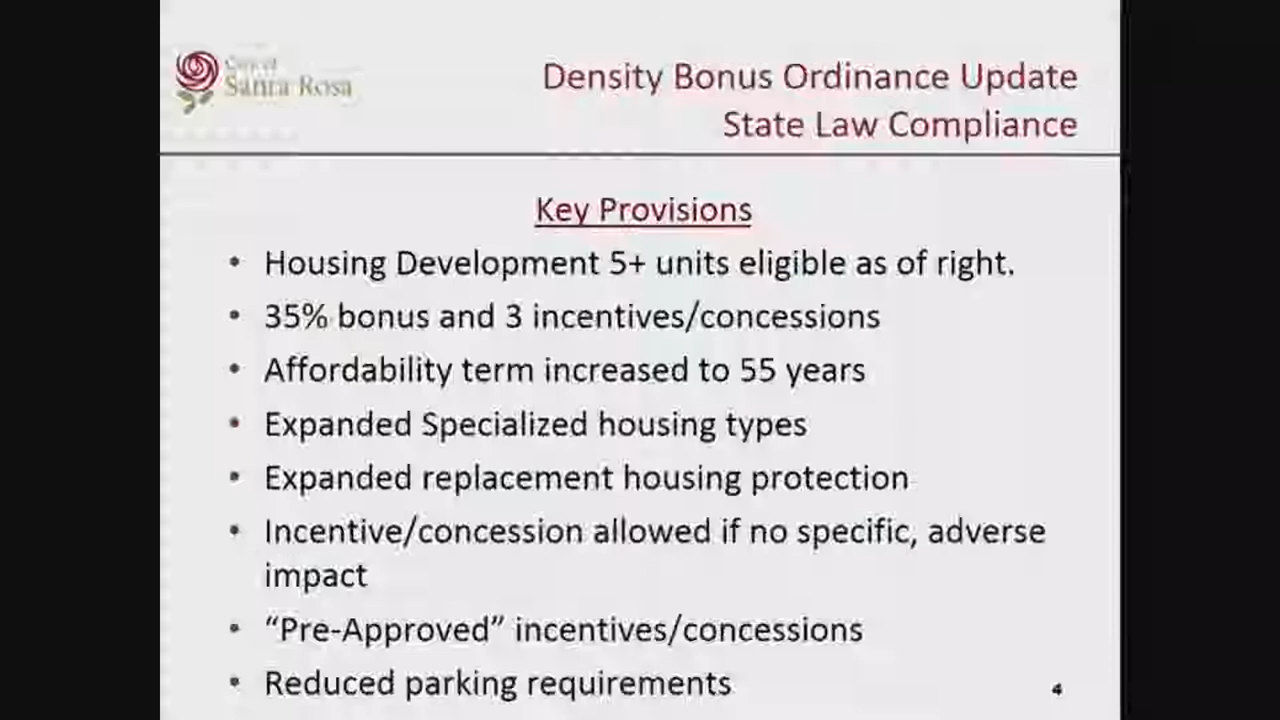 City of
Santa Rosa
Density Bonus Ordinance Update
State Law Compliance
Key Provisions
• Housing Development 5+ units eligible as of right.
• 35% bonus and 3 incentives/concessions
• Affordability term increased to 55 years
• Expanded Specialized housing types
• Expanded replacement housing protection
• Incentive/concession allowed if no specific, adverse
impact
• “Pre-Approved” incentives/concessions
• Reduced parking requirements
4